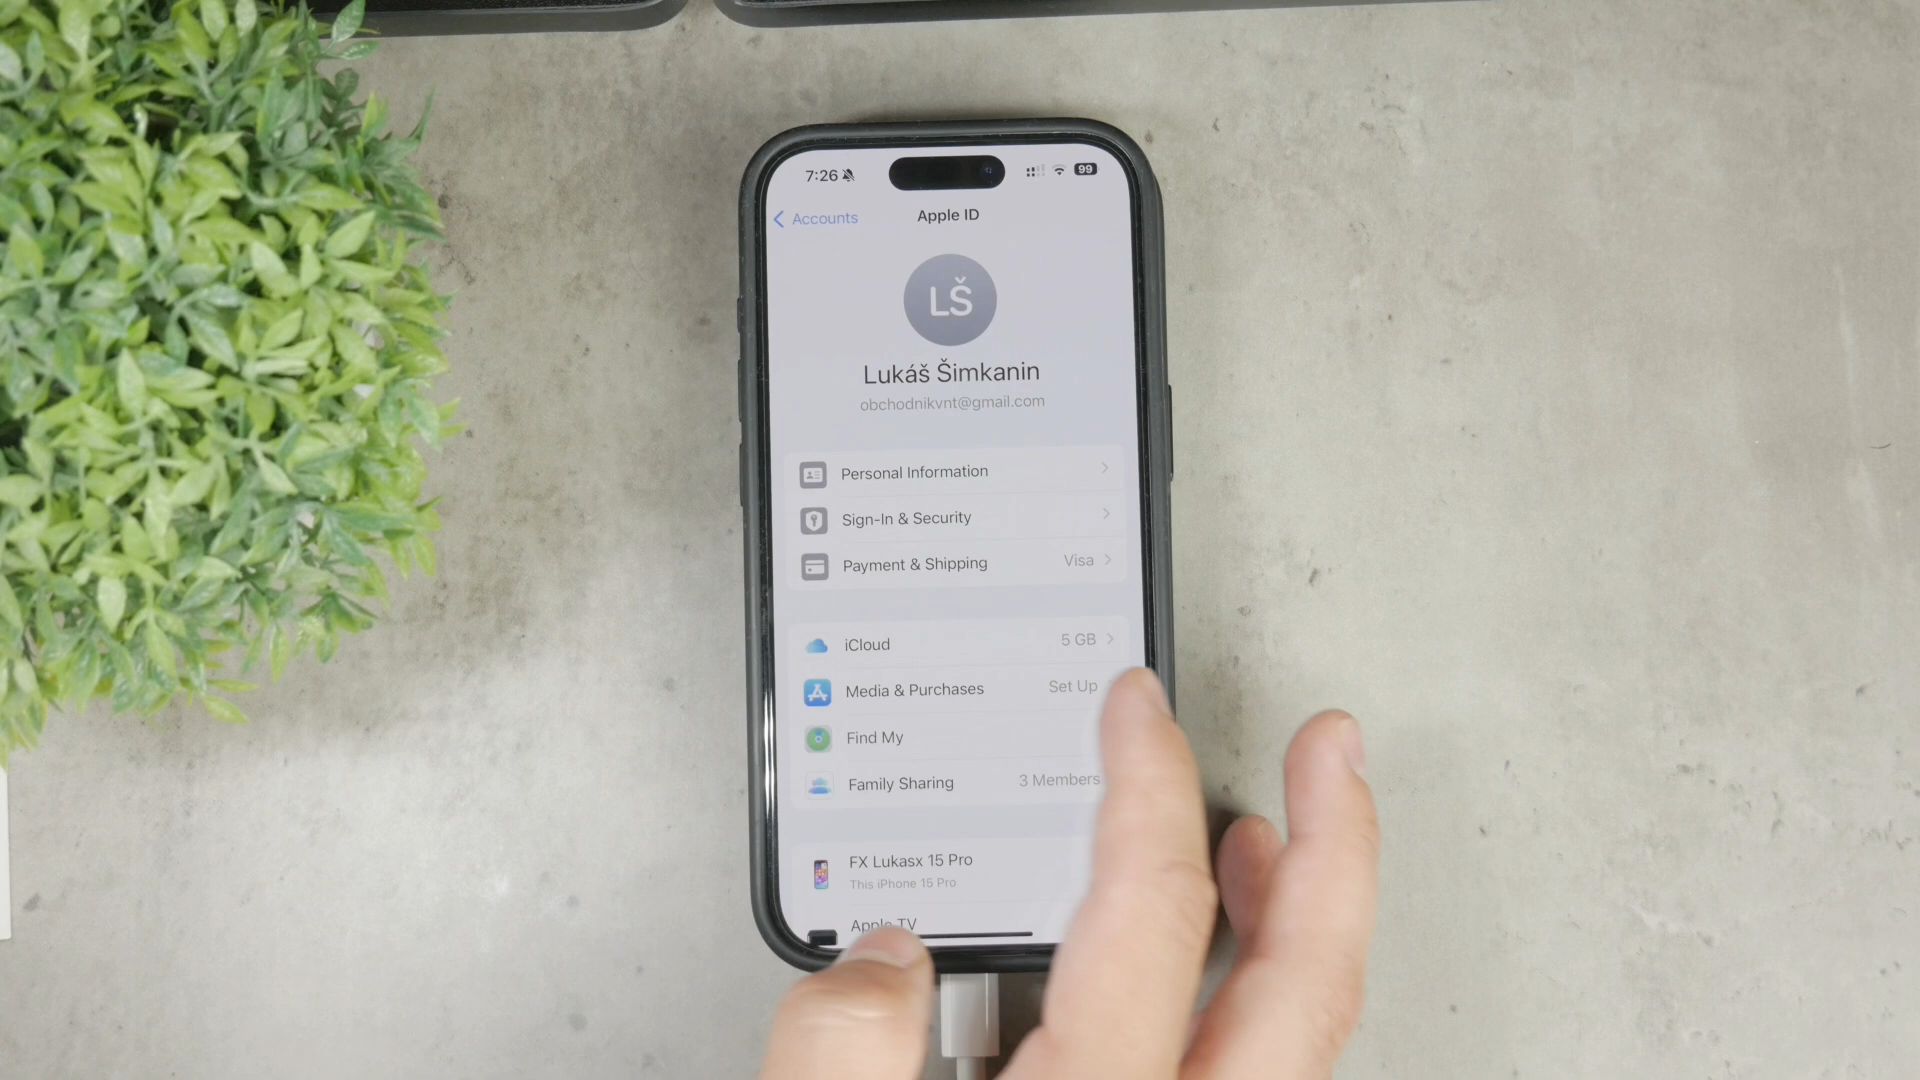 7:26
99
Accounts
Apple ID
LŠ
Lukáš Šimkanin
obchodnikvnt@gmail.com
Personal Information
Sign-In & Security
Payment & Shipping Visa
iCloud 5 GB
Media & Purchases Set Up
Find My
Family Sharing 3 Members
FX Lukasx 15 Pro
This iPhone 15 Pro
Apple TV